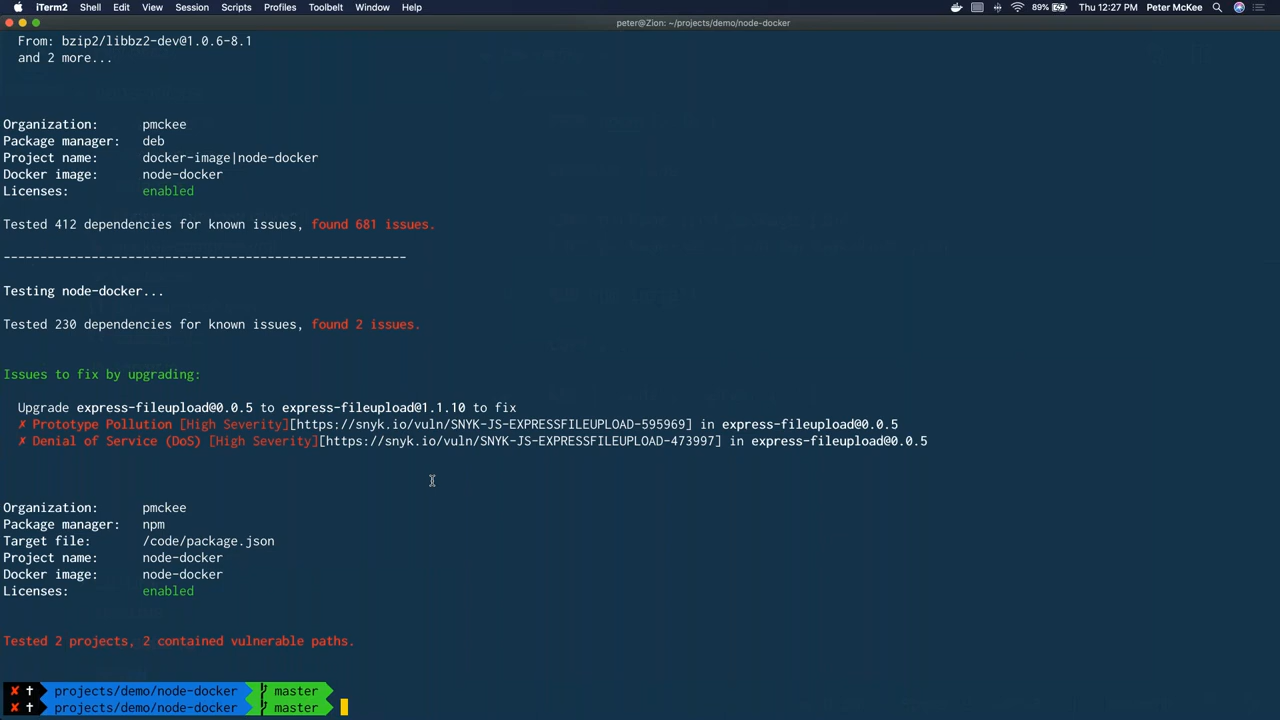 iTerm2 Shell Edit View Session Scripts Profiles Toolbelt Window Help 89% Thu 12:27 PM Peter McKee
peter@Zion: ~/projects/demo/node-docker
From: bzip2/libbz2-dev@1.0.6-8.1
and 2 more...
Organization: pmckee
Package manager: deb
Project name: docker-image|node-docker
Docker image: node-docker
Licenses: enabled
Tested 412 dependencies for known issues, found 681 issues.
-------------------------------------------------------
Testing node-docker...
Tested 230 dependencies for known issues, found 2 issues.
Issues to fix by upgrading:
Upgrade express-fileupload@0.0.5 to express-fileupload@1.1.10 to fix
✗ Prototype Pollution [High Severity][https://snyk.io/vuln/SNYK-JS-EXPRESSFILEUPLOAD-595969] in express-fileupload@0.0.5
✗ Denial of Service (DoS) [High Severity][https://snyk.io/vuln/SNYK-JS-EXPRESSFILEUPLOAD-473997] in express-fileupload@0.0.5
Organization: pmckee
Package manager: npm
Target file: /code/package.json
Project name: node-docker
Docker image: node-docker
Licenses: enabled
Tested 2 projects, 2 contained vulnerable paths.
✘ † projects/demo/node-docker master
✘ † projects/demo/node-docker master